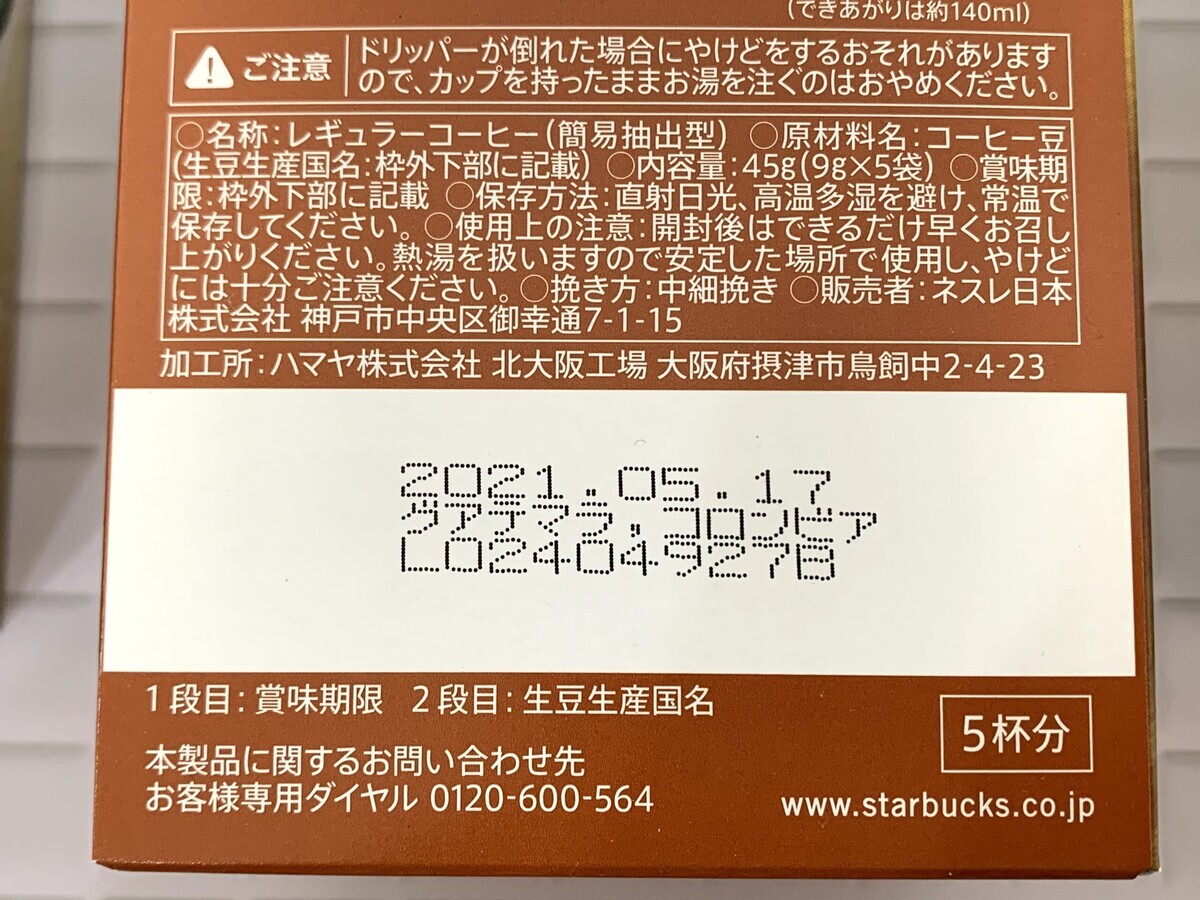 (できあがりは約140ml)
ご注意
ドリッパーが倒れた場合にやけどをするおそれがあります
ので、カップを持ったままお湯を注ぐのはおやめください。
○名称:レギュラーコーヒー(簡易抽出型) ○原材料名:コーヒー豆
(生豆生産国名:枠外下部に記載) ○内容量:45g(9g×5袋) ○賞味期
限:枠外下部に記載 ○保存方法:直射日光、高温多湿を避け、常温で
保存してください。○使用上の注意:開封後はできるだけ早くお召し
上がりください。熱湯を扱いますので安定した場所で使用し、やけど
には十分ご注意ください。○挽き方:中細挽き ○販売者:ネスレ日本
株式会社 神戸市中央区御幸通7-1-15
加工所:ハマヤ株式会社 北大阪工場 大阪府摂津市鳥飼中2-4-23
2021.05.17
グアテマラ.コロンビア
L02404927B
1段目:賞味期限 2段目:生豆生産国名
5杯分
本製品に関するお問い合わせ先
お客様専用ダイヤル 0120-600-564
www.starbucks.co.jp